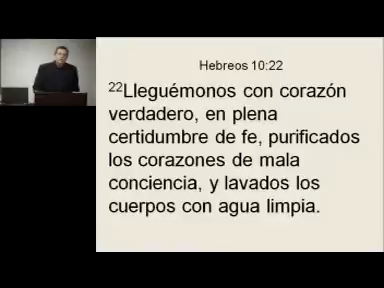 Hebreos 10:22
22Lleguémonos con corazón
verdadero, en plena
certidumbre de fe, purificados
los corazones de mala
conciencia, y lavados los
cuerpos con agua limpia.